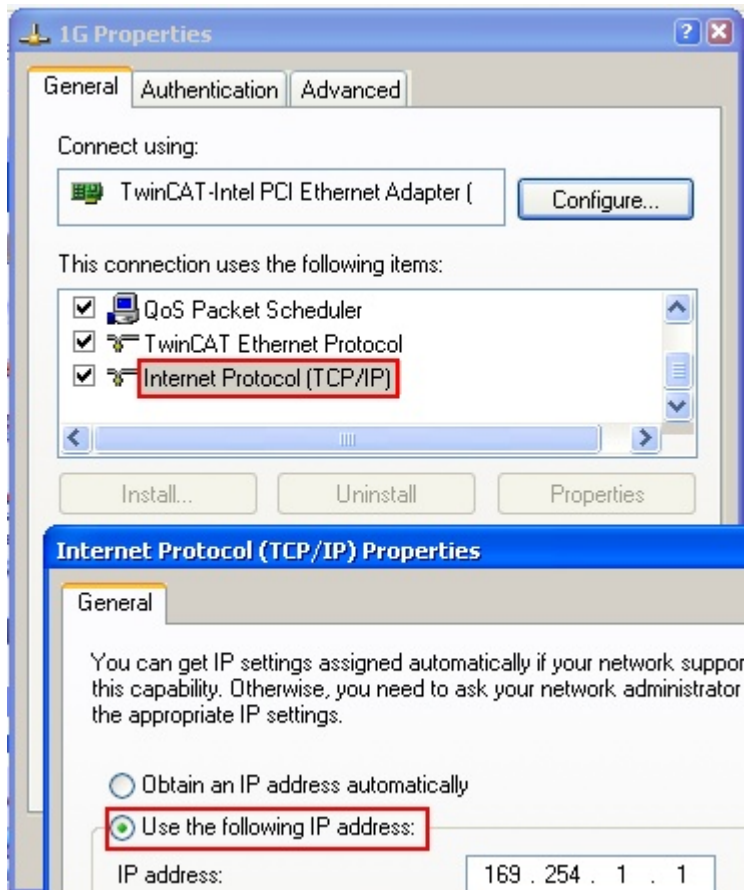 1G Properties
General Authentication Advanced
Connect using:
TwinCAT-Intel PCI Ethernet Adapter (
Configure...
This connection uses the following items:
QoS Packet Scheduler
TwinCAT Ethernet Protocol
Internet Protocol (TCP/IP)
Install... Uninstall Properties
Internet Protocol (TCP/IP) Properties
General
You can get IP settings assigned automatically if your network suppor
this capability. Otherwise, you need to ask your network administrator
the appropriate IP settings.
Obtain an IP address automatically
Use the following IP address:
IP address: 169 . 254 . 1 . 1